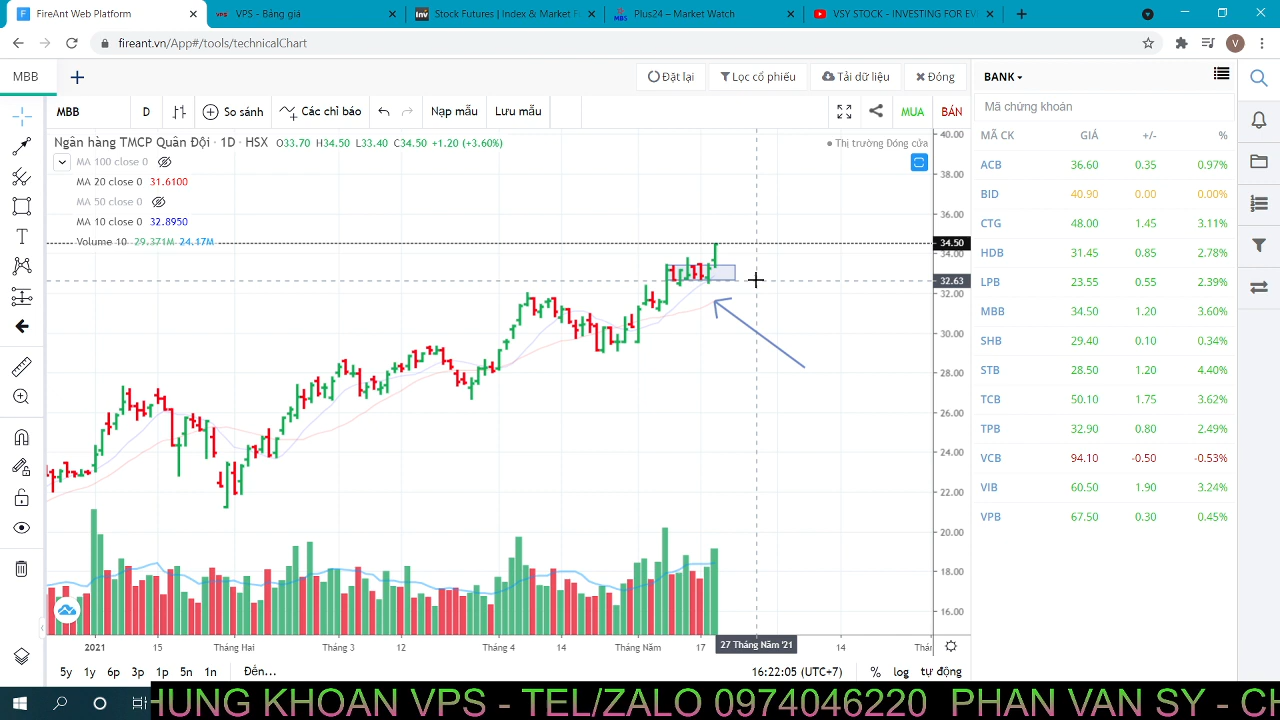 FireAnt Web Platform
VPS - Bảng giá
Stock Futures | Index & Market F
Plus24 – Market Watch
VSY STOCK - INVESTING FOR EV
fireant.vn/App#/tools/technicalChart
V
MBB
Đặt lại
Lọc cổ phiếu
Tải dữ liệu
Đóng
MBB
D
So sánh
Các chỉ báo
Nạp mẫu
Lưu mẫu
MUA
BÁN
Ngân hàng TMCP Quân Đội · 1D · HSX O33.70 H34.50 L33.40 C34.50 +1.20 (+3.60%)
Thị trường Đóng cửa
MA 100 close 0
MA 20 close 0 31.6100
MA 50 close 0
MA 10 close 0 32.8950
Volume 10 29.371M 24.17M
40.00
38.00
36.00
34.50
34.00
32.63
32.00
30.00
28.00
26.00
24.00
22.00
20.00
18.00
16.00
2021 15 Tháng Hai Tháng 3 12 Tháng 4 14 Tháng Năm 17 27 Tháng Năm '21 14 Thár
5y 1y 6p 3p 1p 5n 1n Đến...
16:22:05 (UTC+7) % log tự động
BANK
Mã chứng khoán
MÃ CK GIÁ +/- %
ACB 36.60 0.35 0.97%
BID 40.90 0.00 0.00%
CTG 48.00 1.45 3.11%
HDB 31.45 0.85 2.78%
LPB 23.55 0.55 2.39%
MBB 34.50 1.20 3.60%
SHB 29.40 0.10 0.34%
STB 28.50 1.20 4.40%
TCB 50.10 1.75 3.62%
TPB 32.90 0.80 2.49%
VCB 94.10 -0.50 -0.53%
VIB 60.50 1.90 3.24%
VPB 67.50 0.30 0.45%
HUNG KHOAN VPS - TEL/ZALO 0974046220 PHAN VAN SY - CH